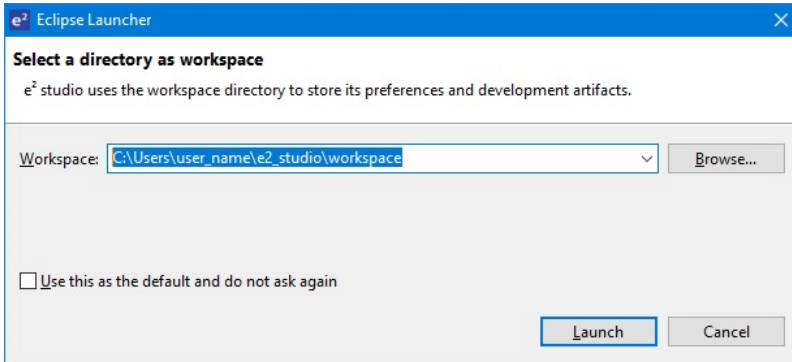 e² Eclipse Launcher
Select a directory as workspace
e² studio uses the workspace directory to store its preferences and development artifacts.
Workspace: C:\Users\user_name\e2_studio\workspace Browse...
Use this as the default and do not ask again
Launch Cancel